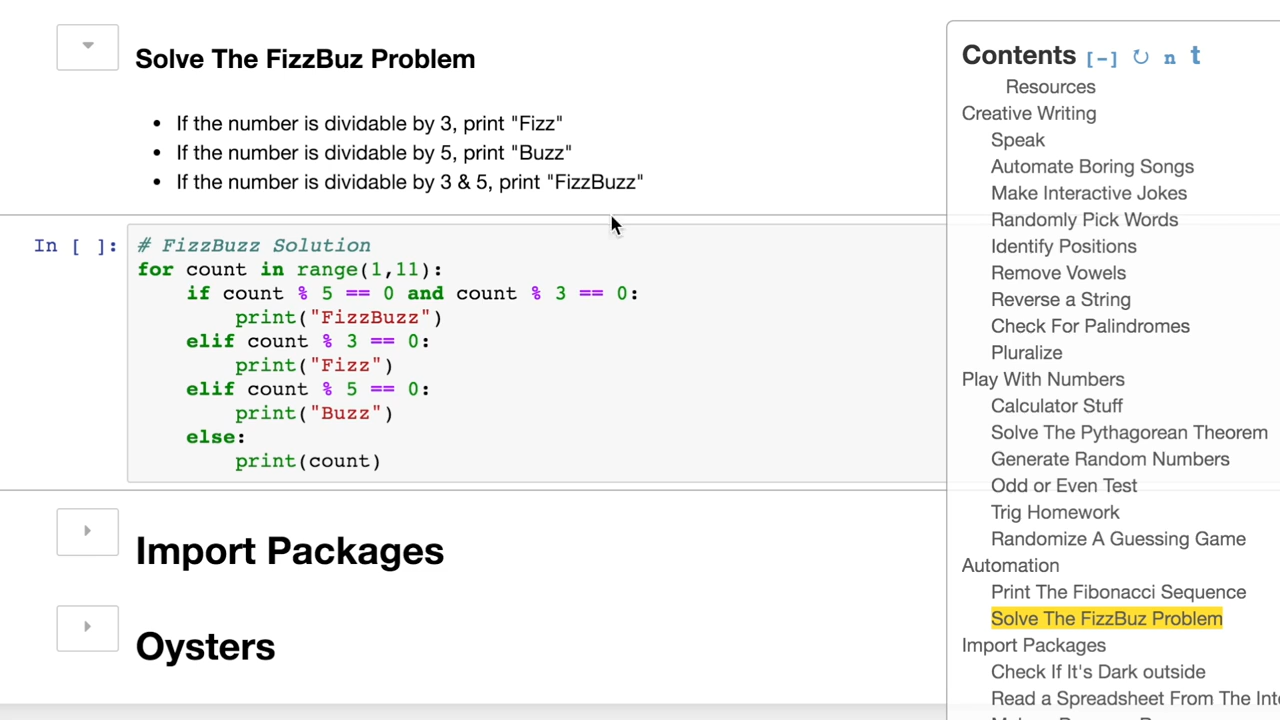 Solve The FizzBuz Problem
• If the number is dividable by 3, print "Fizz"
• If the number is dividable by 5, print "Buzz"
• If the number is dividable by 3 & 5, print "FizzBuzz"
In [ ]:
# FizzBuzz Solution
for count in range(1,11):
    if count % 5 == 0 and count % 3 == 0:
        print("FizzBuzz")
    elif count % 3 == 0:
        print("Fizz")
    elif count % 5 == 0:
        print("Buzz")
    else:
        print(count)
Import Packages
Oysters
Contents [-] ↻ n t
Resources
Creative Writing
Speak
Automate Boring Songs
Make Interactive Jokes
Randomly Pick Words
Identify Positions
Remove Vowels
Reverse a String
Check For Palindromes
Pluralize
Play With Numbers
Calculator Stuff
Solve The Pythagorean Theorem
Generate Random Numbers
Odd or Even Test
Trig Homework
Randomize A Guessing Game
Automation
Print The Fibonacci Sequence
Solve The FizzBuz Problem
Import Packages
Check If It's Dark outside
Read a Spreadsheet From The Inte